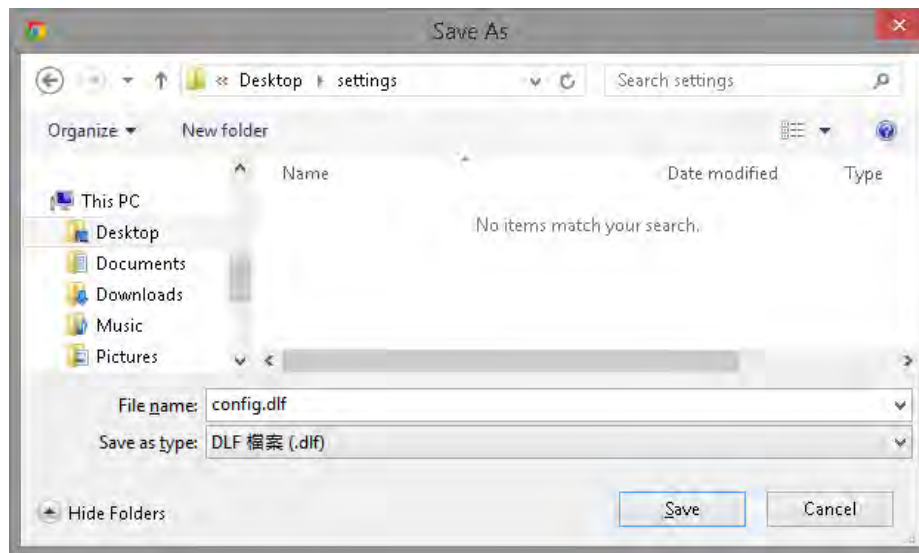 Save As
« Desktop settings Search settings
Organize New folder
Name Date modified Type
This PC
No items match your search.
Desktop
Documents
Downloads
Music
Pictures
File name: config.dlf
Save as type: DLF 檔案 (.dlf)
Hide Folders Save Cancel